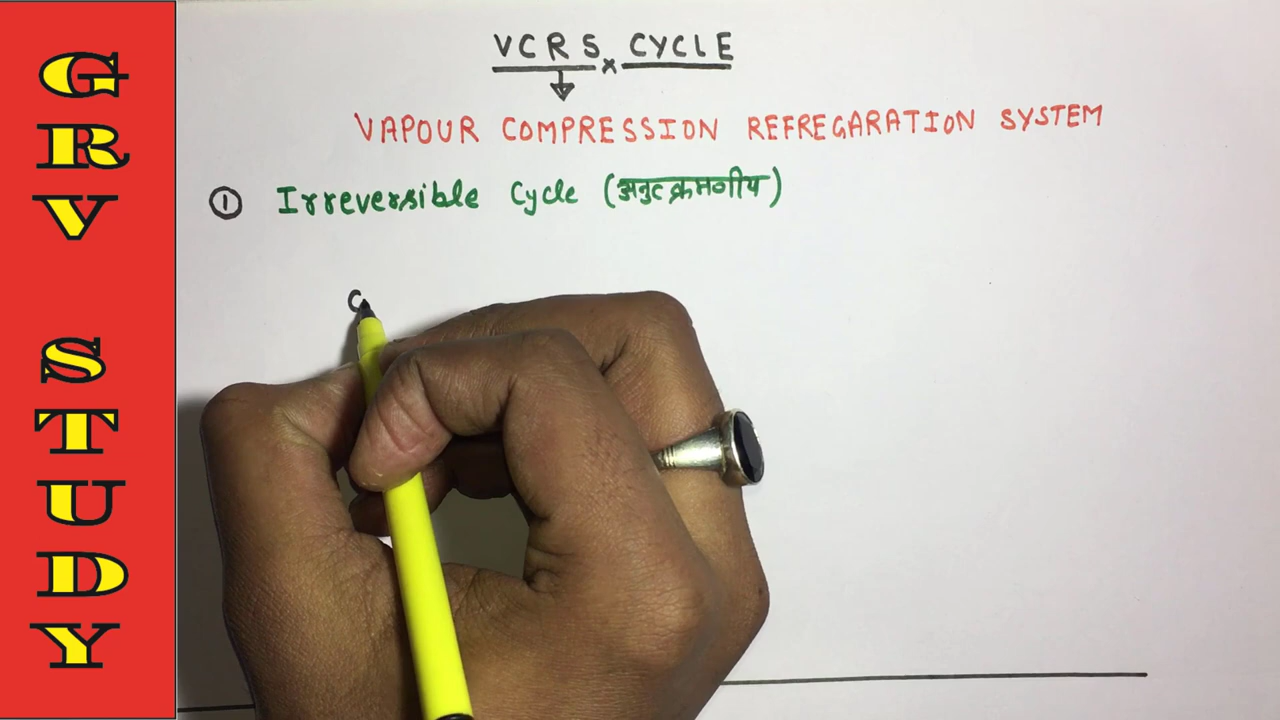 GRV STUDY
VCRS CYCLE
VAPOUR COMPRESSION REFREGARATION SYSTEM
① Irreversible Cycle (अनुत्क्रमणीय)
C